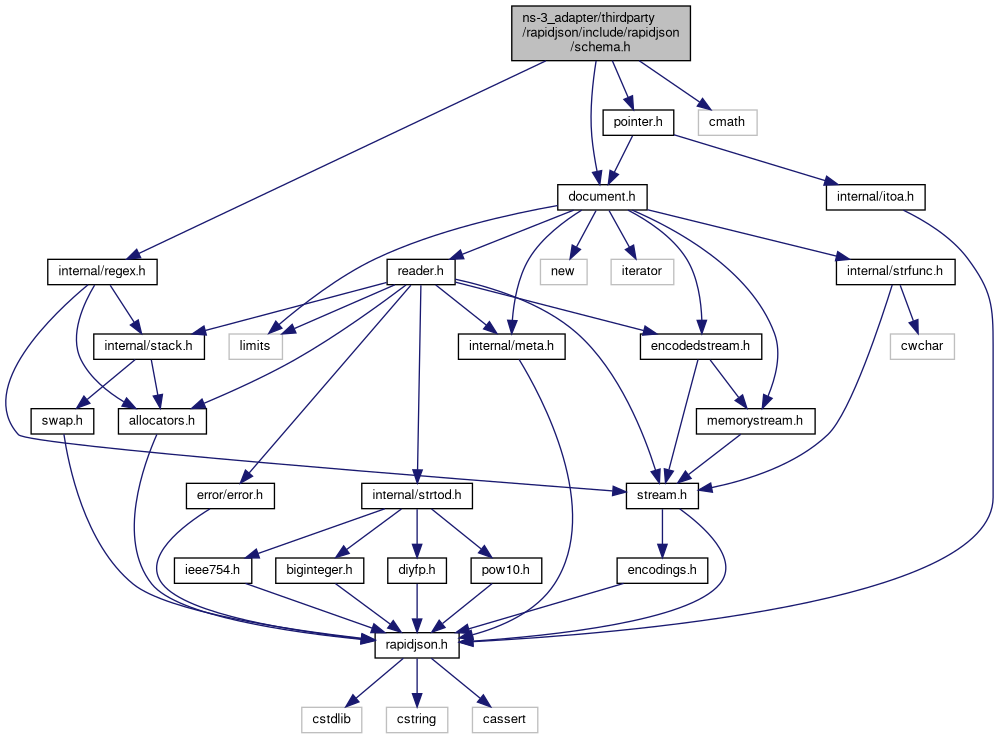 ns-3_adapter/thirdparty
/rapidjson/include/rapidjson
/schema.h
pointer.h
cmath
document.h
internal/itoa.h
internal/regex.h
reader.h
new
iterator
internal/strfunc.h
internal/stack.h
limits
internal/meta.h
encodedstream.h
cwchar
swap.h
allocators.h
memorystream.h
error/error.h
internal/strtod.h
stream.h
ieee754.h
biginteger.h
diyfp.h
pow10.h
encodings.h
rapidjson.h
cstdlib
cstring
cassert